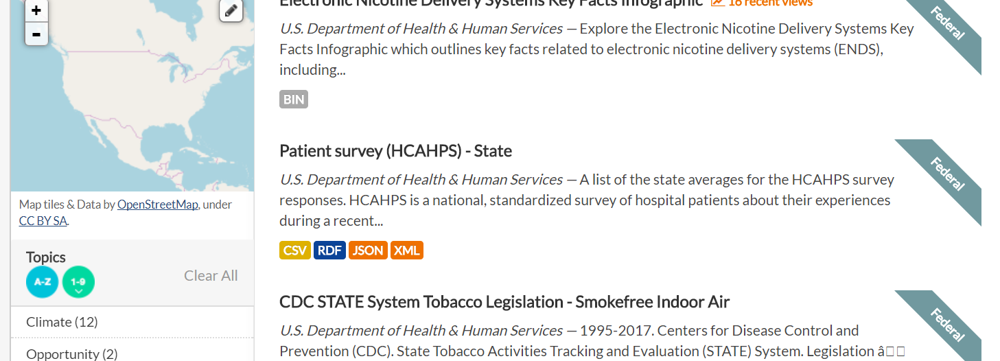 +
-
Map tiles & Data by OpenStreetMap, under
CC BY SA.
Topics
A-Z
1-9
Clear All
Climate (12)
Opportunity (2)
Electronic Nicotine Delivery Systems Key Facts Infographic 16 recent views
Federal
U.S. Department of Health & Human Services — Explore the Electronic Nicotine Delivery Systems Key
Facts Infographic which outlines key facts related to electronic nicotine delivery systems (ENDS),
including...
BIN
Patient survey (HCAHPS) - State
Federal
U.S. Department of Health & Human Services — A list of the state averages for the HCAHPS survey
responses. HCAHPS is a national, standardized survey of hospital patients about their experiences
during a recent...
CSV RDF JSON XML
CDC STATE System Tobacco Legislation - Smokefree Indoor Air
Federal
U.S. Department of Health & Human Services — 1995-2017. Centers for Disease Control and
Prevention (CDC). State Tobacco Activities Tracking and Evaluation (STATE) System. Legislation â□□